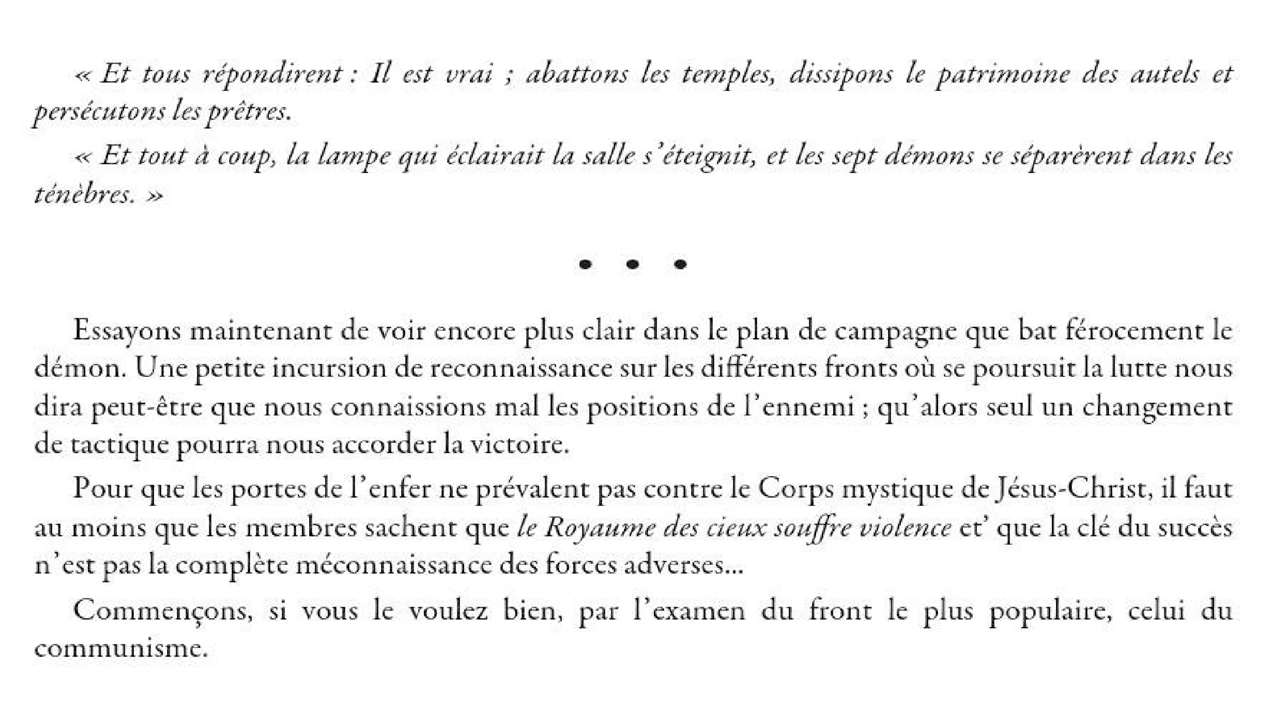 « Et tous répondirent : Il est vrai ; abattons les temples, dissipons le patrimoine des autels et
persécutons les prêtres.
« Et tout à coup, la lampe qui éclairait la salle s’éteignit, et les sept démons se séparèrent dans les
ténèbres. »
• • •
Essayons maintenant de voir encore plus clair dans le plan de campagne que bat férocement le
démon. Une petite incursion de reconnaissance sur les différents fronts où se poursuit la lutte nous
dira peut-être que nous connaissions mal les positions de l’ennemi ; qu’alors seul un changement
de tactique pourra nous accorder la victoire.
Pour que les portes de l’enfer ne prévalent pas contre le Corps mystique de Jésus-Christ, il faut
au moins que les membres sachent que le Royaume des cieux souffre violence et’ que la clé du succès
n’est pas la complète méconnaissance des forces adverses...
Commençons, si vous le voulez bien, par l’examen du front le plus populaire, celui du
communisme.